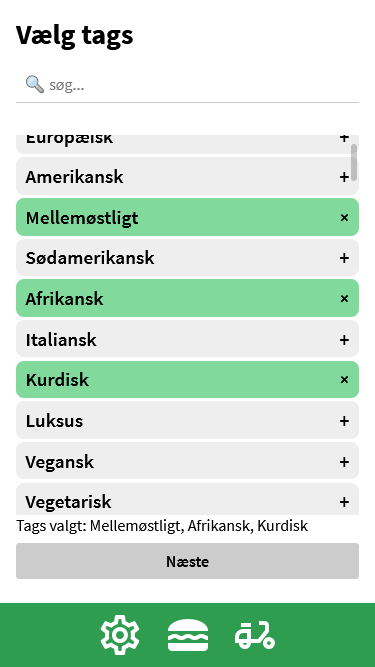 Vælg tags
søg...
Europæisk +
Amerikansk +
Mellemøstligt ×
Sødamerikansk +
Afrikansk ×
Italiansk +
Kurdisk ×
Luksus +
Vegansk +
Vegetarisk +
Tags valgt: Mellemøstligt, Afrikansk, Kurdisk
Næste